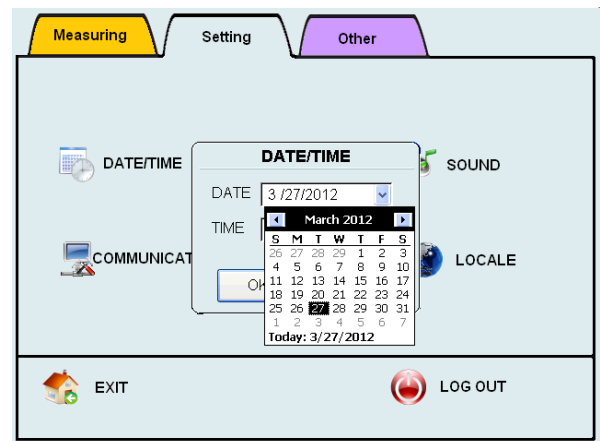 Measuring
Setting
Other
DATE/TIME
SOUND
COMMUNICAT
LOCALE
DATE/TIME
DATE 3 /27/2012
TIME
March 2012
S M T W T F S
26 27 28 29 1 2 3
4 5 6 7 8 9 10
11 12 13 14 15 16 17
18 19 20 21 22 23 24
25 26 27 28 29 30 31
1 2 3 4 5 6 7
Today: 3/27/2012
EXIT
LOG OUT